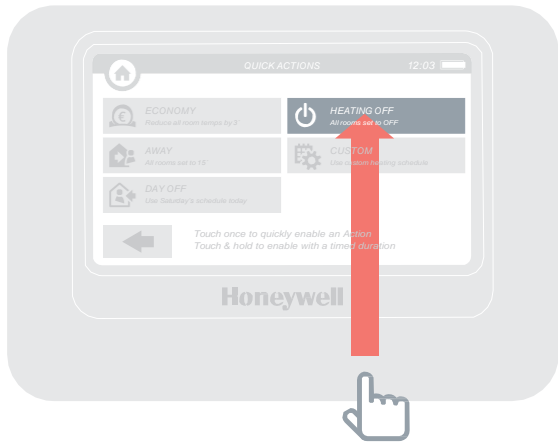 QUICK ACTIONS 12:03
ECONOMY
Reduce all room temps by 3°
HEATING OFF
All rooms set to OFF
AWAY
All rooms set to 15°
CUSTOM
Use custom heating schedule
DAY OFF
Use Saturday's schedule today
Touch once to quickly enable an Action
Touch & hold to enable with a timed duration
Honeywell